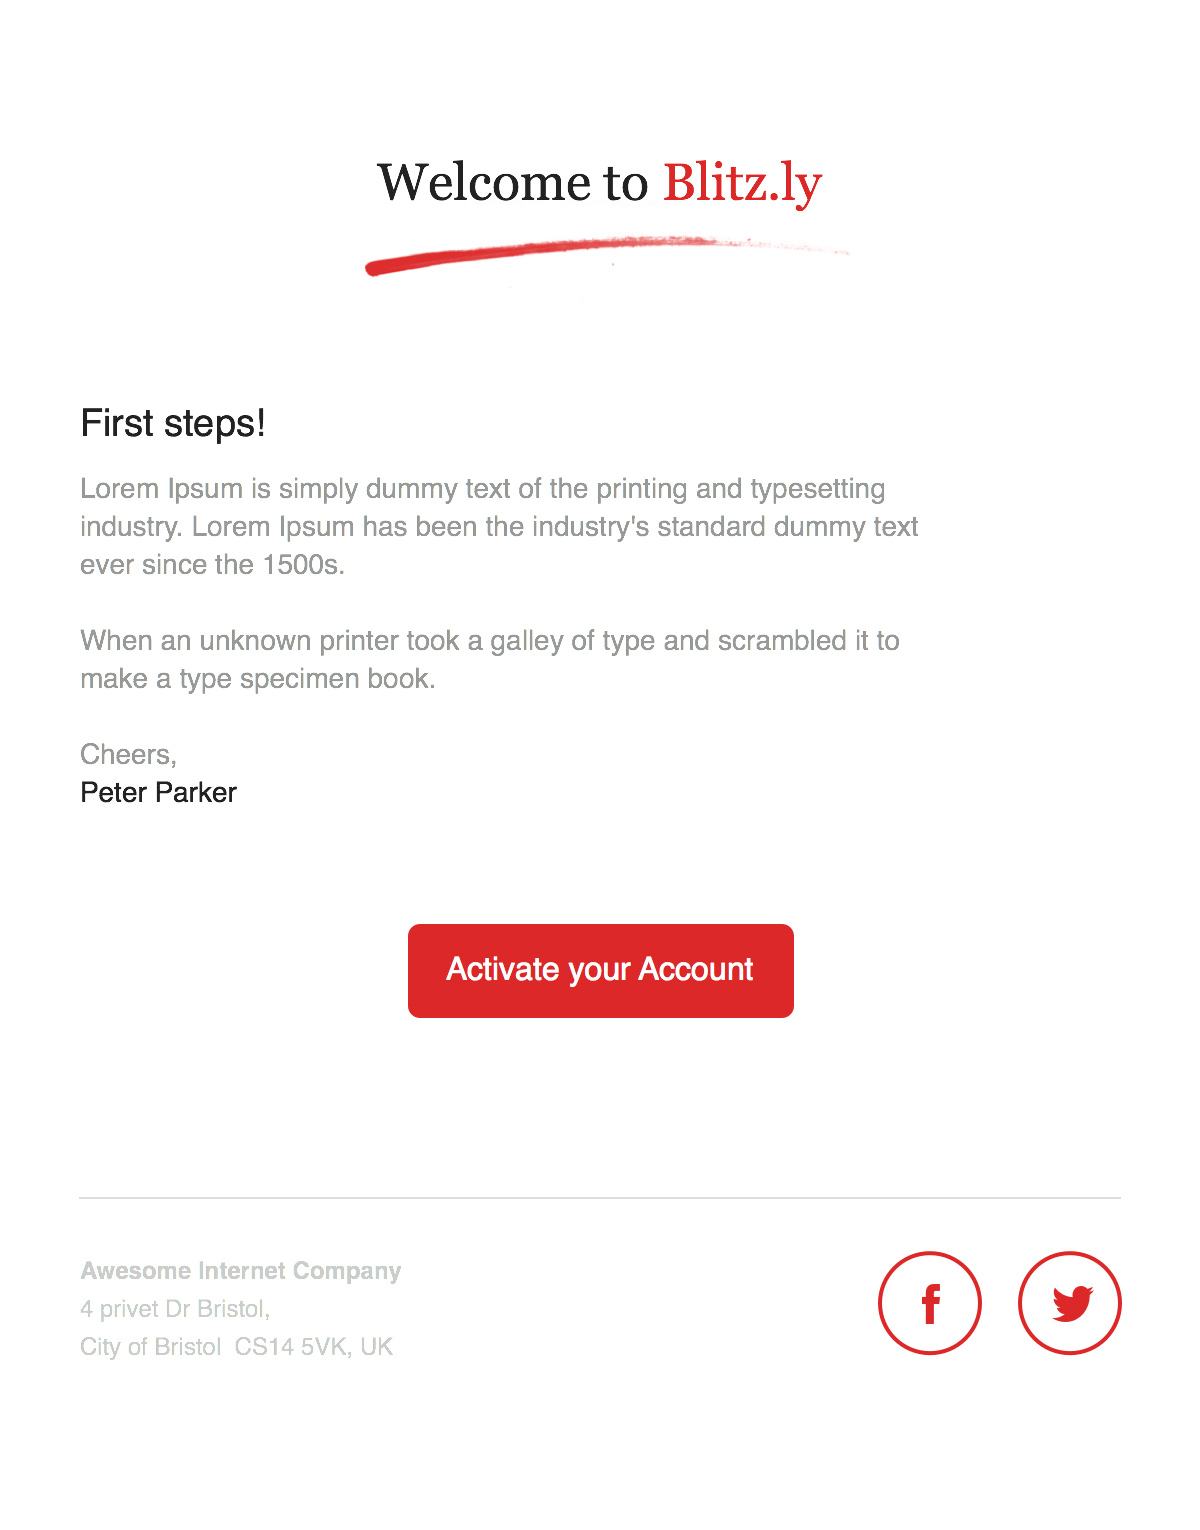 Welcome to Blitz.ly
First steps!
Lorem Ipsum is simply dummy text of the printing and typesetting
industry. Lorem Ipsum has been the industry's standard dummy text
ever since the 1500s.
When an unknown printer took a galley of type and scrambled it to
make a type specimen book.
Cheers,
Peter Parker
Activate your Account
Awesome Internet Company
4 privet Dr Bristol,
City of Bristol  CS14 5VK, UK